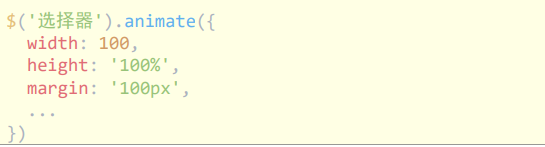 $('选择器').animate({
  width: 100,
  height: '100%',
  margin: '100px',
  ...
})